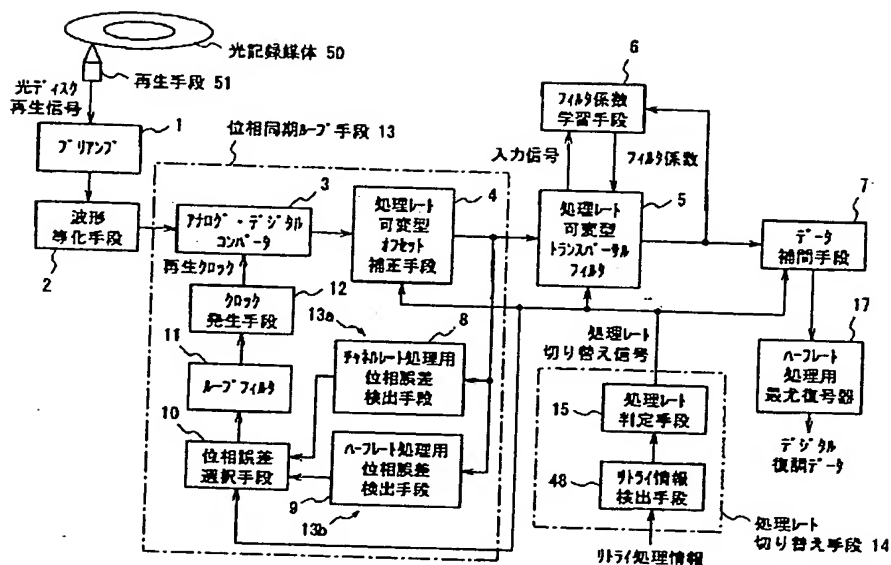 光記録媒体 50
再生手段 51
光ディスク
再生信号
1
プリアンプ
波形
等化手段
2
位相同期ループ手段 13
3
アナログ・デジタル
コンバータ
再生クロック
12
クロック
発生手段
11
ループフィルタ
10
位相誤差
選択手段
4
処理レート
可変型
オフセット
補正手段
13a
8
チャネルレート処理用
位相誤差
検出手段
ハーフレート処理用
位相誤差
検出手段
9
13b
6
フィルタ係数
学習手段
入力信号
フィルタ係数
5
処理レート
可変型
トランスバーサル
フィルタ
7
データ
補間手段
17
ハーフレート
処理用
最尤復号器
デジタル
復調データ
処理レート
切り替え信号
15
処理レート
判定手段
48
リトライ情報
検出手段
リトライ処理情報
処理レート
切り替え手段 14